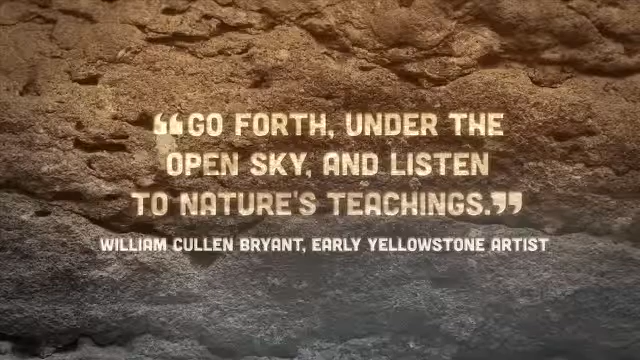 “GO FORTH, UNDER THE
OPEN SKY, AND LISTEN
TO NATURE'S TEACHINGS.”
WILLIAM CULLEN BRYANT, EARLY YELLOWSTONE ARTIST